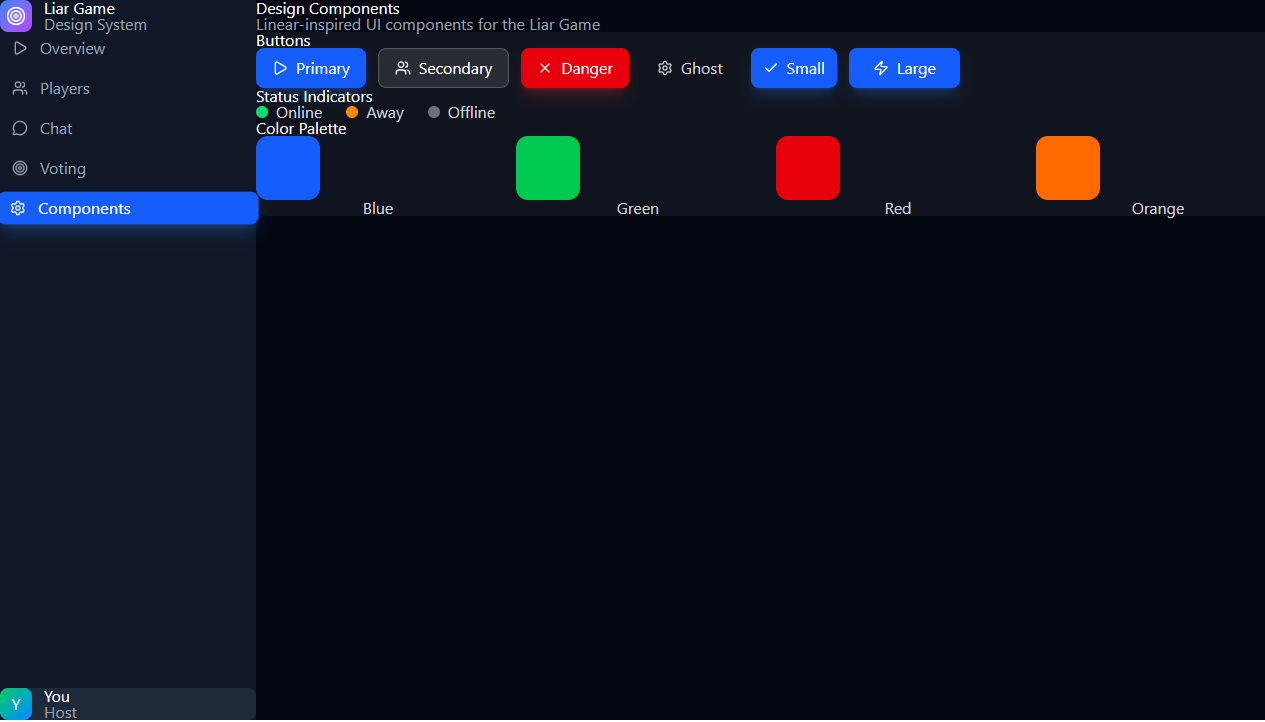 Liar Game
Design System
Overview
Players
Chat
Voting
Components
You
Host
Y
Design Components
Linear-inspired UI components for the Liar Game
Buttons
Primary Secondary Danger Ghost Small Large
Status Indicators
Online Away Offline
Color Palette
Blue Green Red Orange